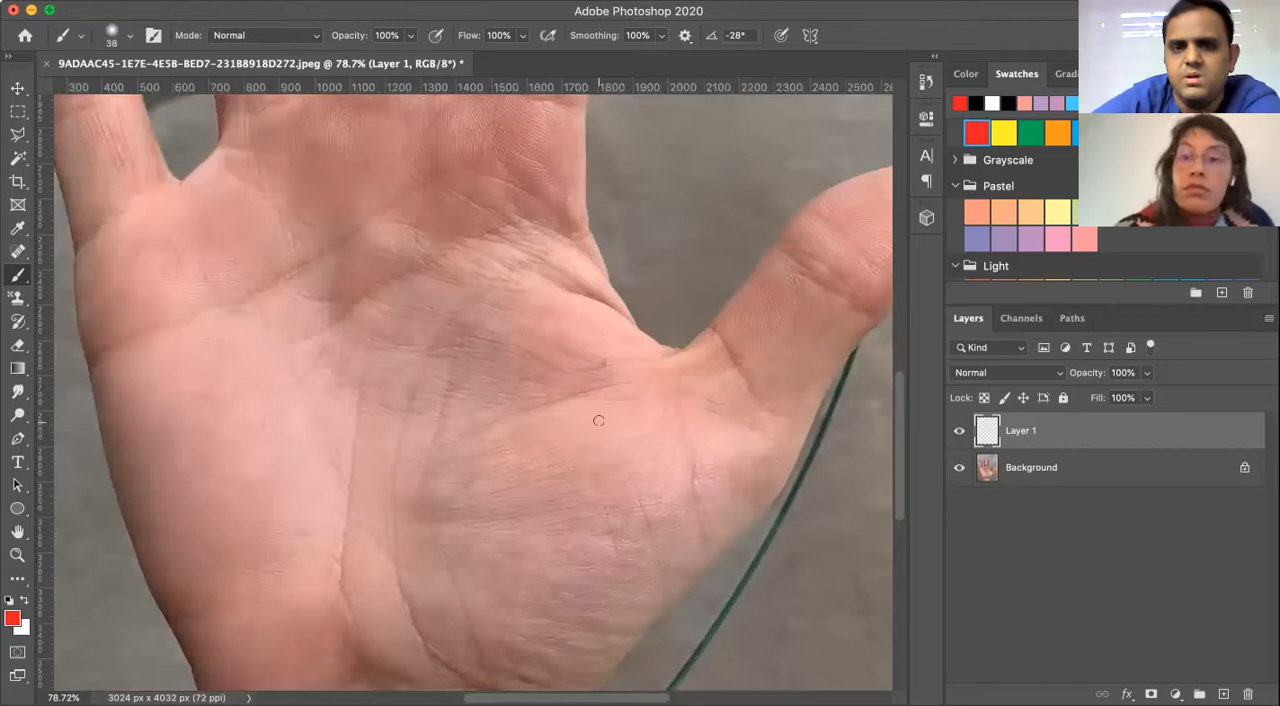 Adobe Photoshop 2020
38 Mode: Normal Opacity: 100% Flow: 100% Smoothing: 100% -28°
9ADAAC45-1E7E-4E5B-BED7-231B8918D272.jpeg @ 78.7% (Layer 1, RGB/8*) *
300 400 500 600 700 800 900 1000 1100 1200 1300 1400 1500 1600 1700 1800 1900 2000 2100 2200 2300 2400 2500
Color Swatches Gradi
Grayscale
Pastel
Light
Layers Channels Paths
Kind
Normal Opacity: 100%
Lock: Fill: 100%
Layer 1
Background
78.72% 3024 px x 4032 px (72 ppi)